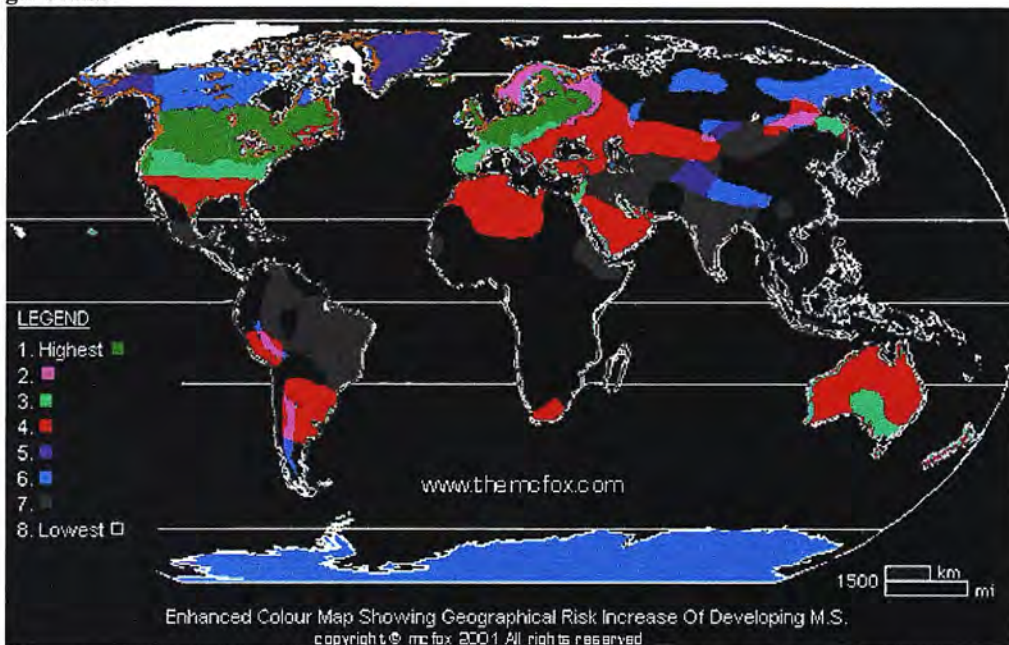 LEGEND
1. Highest
2.
3.
4.
5.
6.
7.
8. Lowest
www.themcfox.com
1500 km
mi
Enhanced Colour Map Showing Geographical Risk Increase Of Developing M.S.
copyright © mcfox 2001 All rights reserved